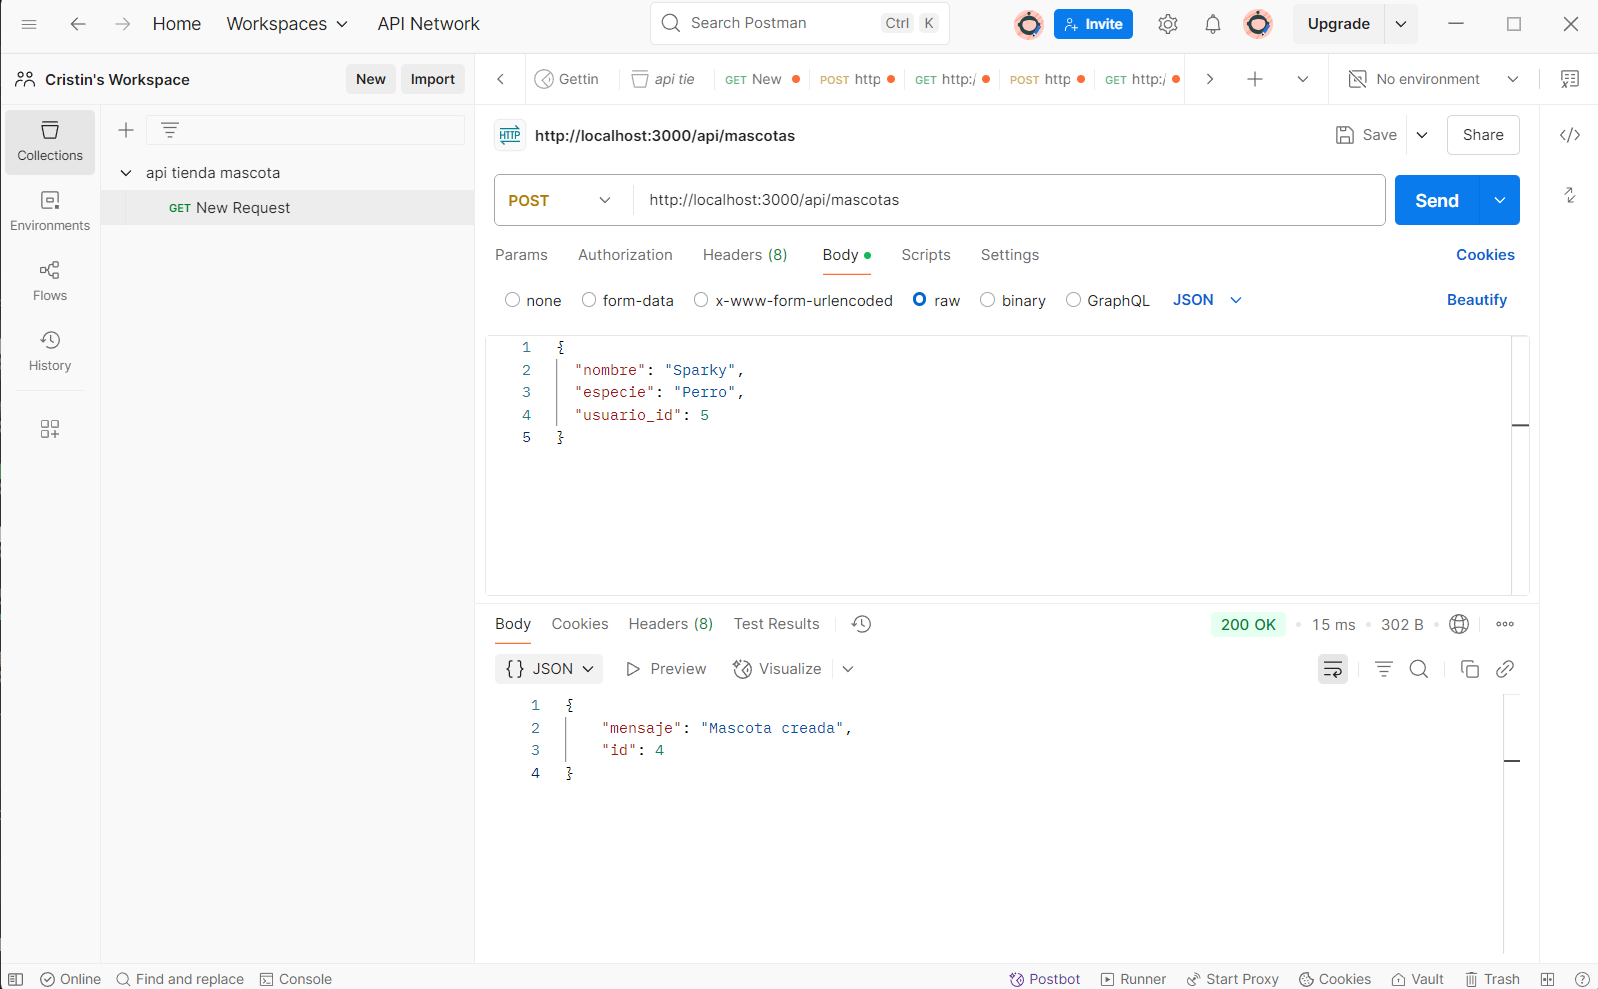 Home Workspaces API Network Search Postman Ctrl K Invite Upgrade
Cristin's Workspace New Import Gettin api tie GET New POST http GET http:/ POST http GET http:/ No environment
Collections
Environments
Flows
History
api tienda mascota
GET New Request
HTTP http://localhost:3000/api/mascotas Save Share
POST http://localhost:3000/api/mascotas Send
Params Authorization Headers (8) Body Scripts Settings Cookies
none form-data x-www-form-urlencoded raw binary GraphQL JSON Beautify
1 {
2 "nombre": "Sparky",
3 "especie": "Perro",
4 "usuario_id": 5
5 }
Body Cookies Headers (8) Test Results 200 OK 15 ms 302 B
{} JSON Preview Visualize
1 {
2 "mensaje": "Mascota creada",
3 "id": 4
4 }
Online Find and replace Console Postbot Runner Start Proxy Cookies Vault Trash